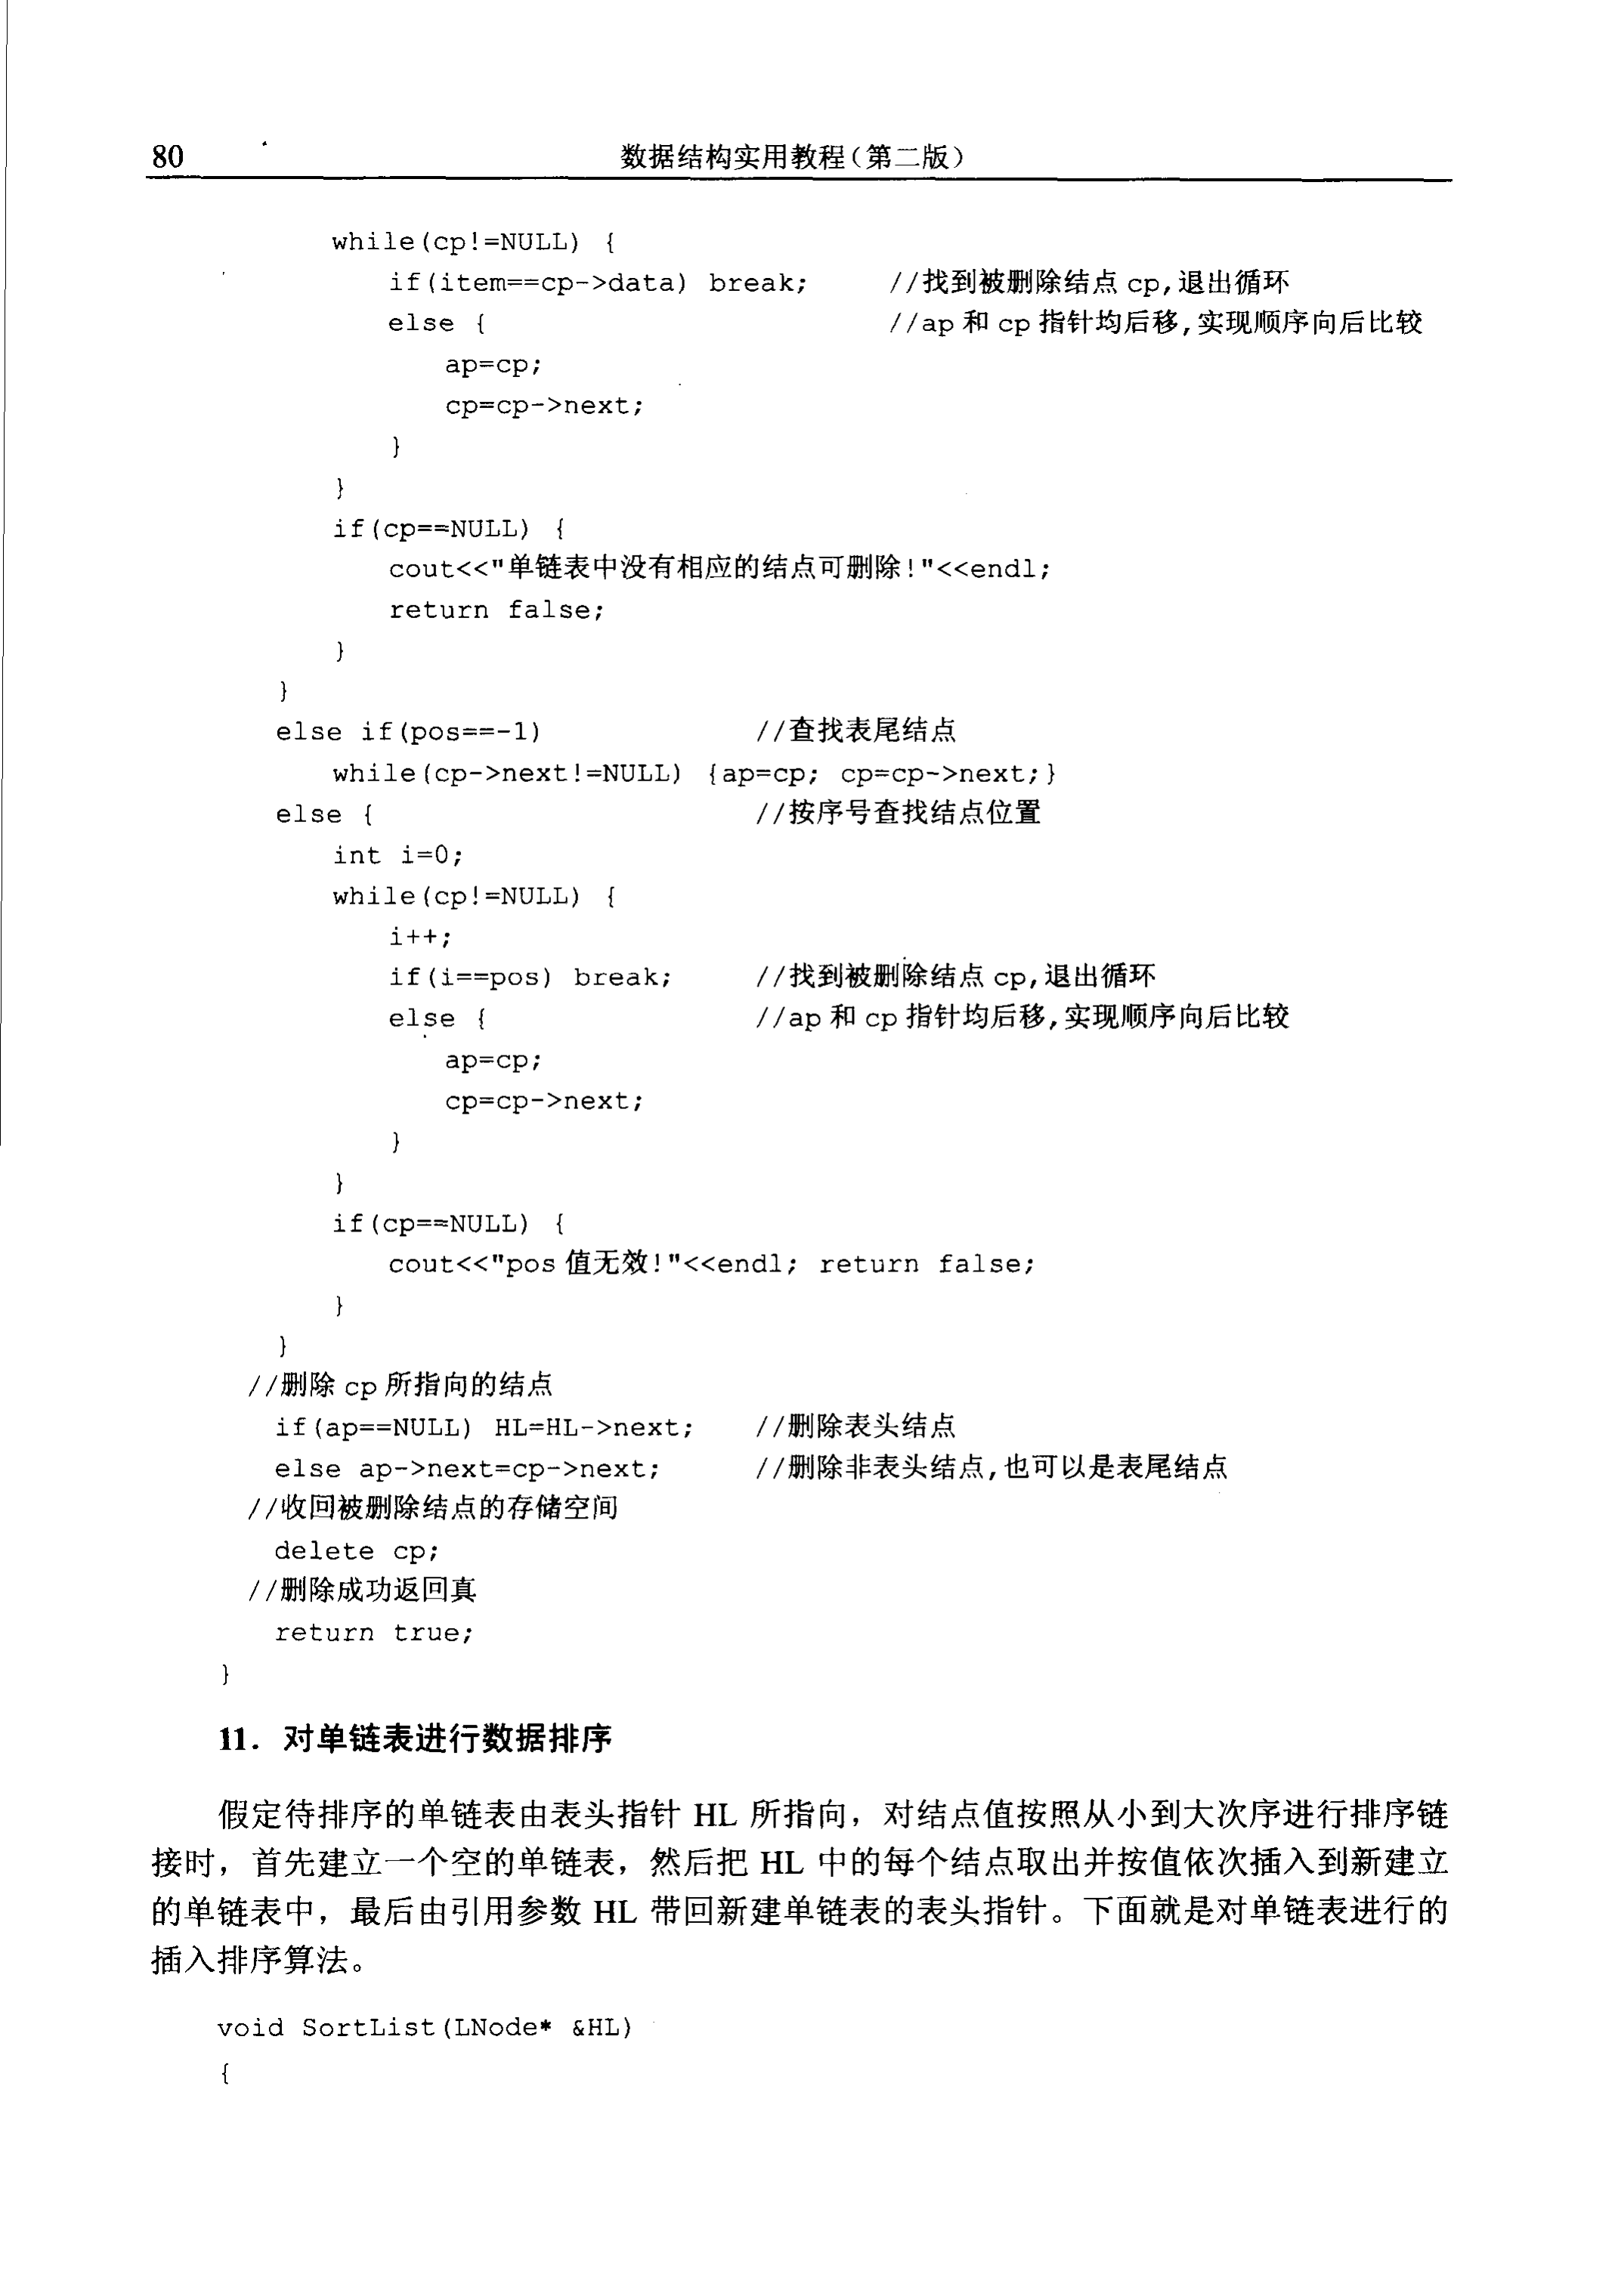 80
数据结构实用教程(第二版)
while(cp!=NULL) {
if(item==cp->data) break; //找到被删除结点 cp,退出循环
else { //ap 和 cp 指针均后移,实现顺序向后比较
ap=cp;
cp=cp->next;
}
}
if(cp==NULL) {
cout<<"单链表中没有相应的结点可删除!"<<endl;
return false;
}
}
else if(pos==-1) //查找表尾结点
while(cp->next!=NULL) {ap=cp; cp=cp->next;}
else { //按序号查找结点位置
int i=0;
while(cp!=NULL) {
i++;
if(i==pos) break; //找到被删除结点 cp,退出循环
else { //ap 和 cp 指针均后移,实现顺序向后比较
ap=cp;
cp=cp->next;
}
}
if(cp==NULL) {
cout<<"pos 值无效!"<<endl; return false;
}
}
//删除 cp 所指向的结点
if(ap==NULL) HL=HL->next; //删除表头结点
else ap->next=cp->next; //删除非表头结点,也可以是表尾结点
//收回被删除结点的存储空间
delete cp;
//删除成功返回真
return true;
}
11. 对单链表进行数据排序
假定待排序的单链表由表头指针 HL 所指向，对结点值按照从小到大次序进行排序链
接时，首先建立一个空的单链表，然后把 HL 中的每个结点取出并按值依次插入到新建立
的单链表中，最后由引用参数 HL 带回新建单链表的表头指针。下面就是对单链表进行的
插入排序算法。
void SortList(LNode* &HL)
{